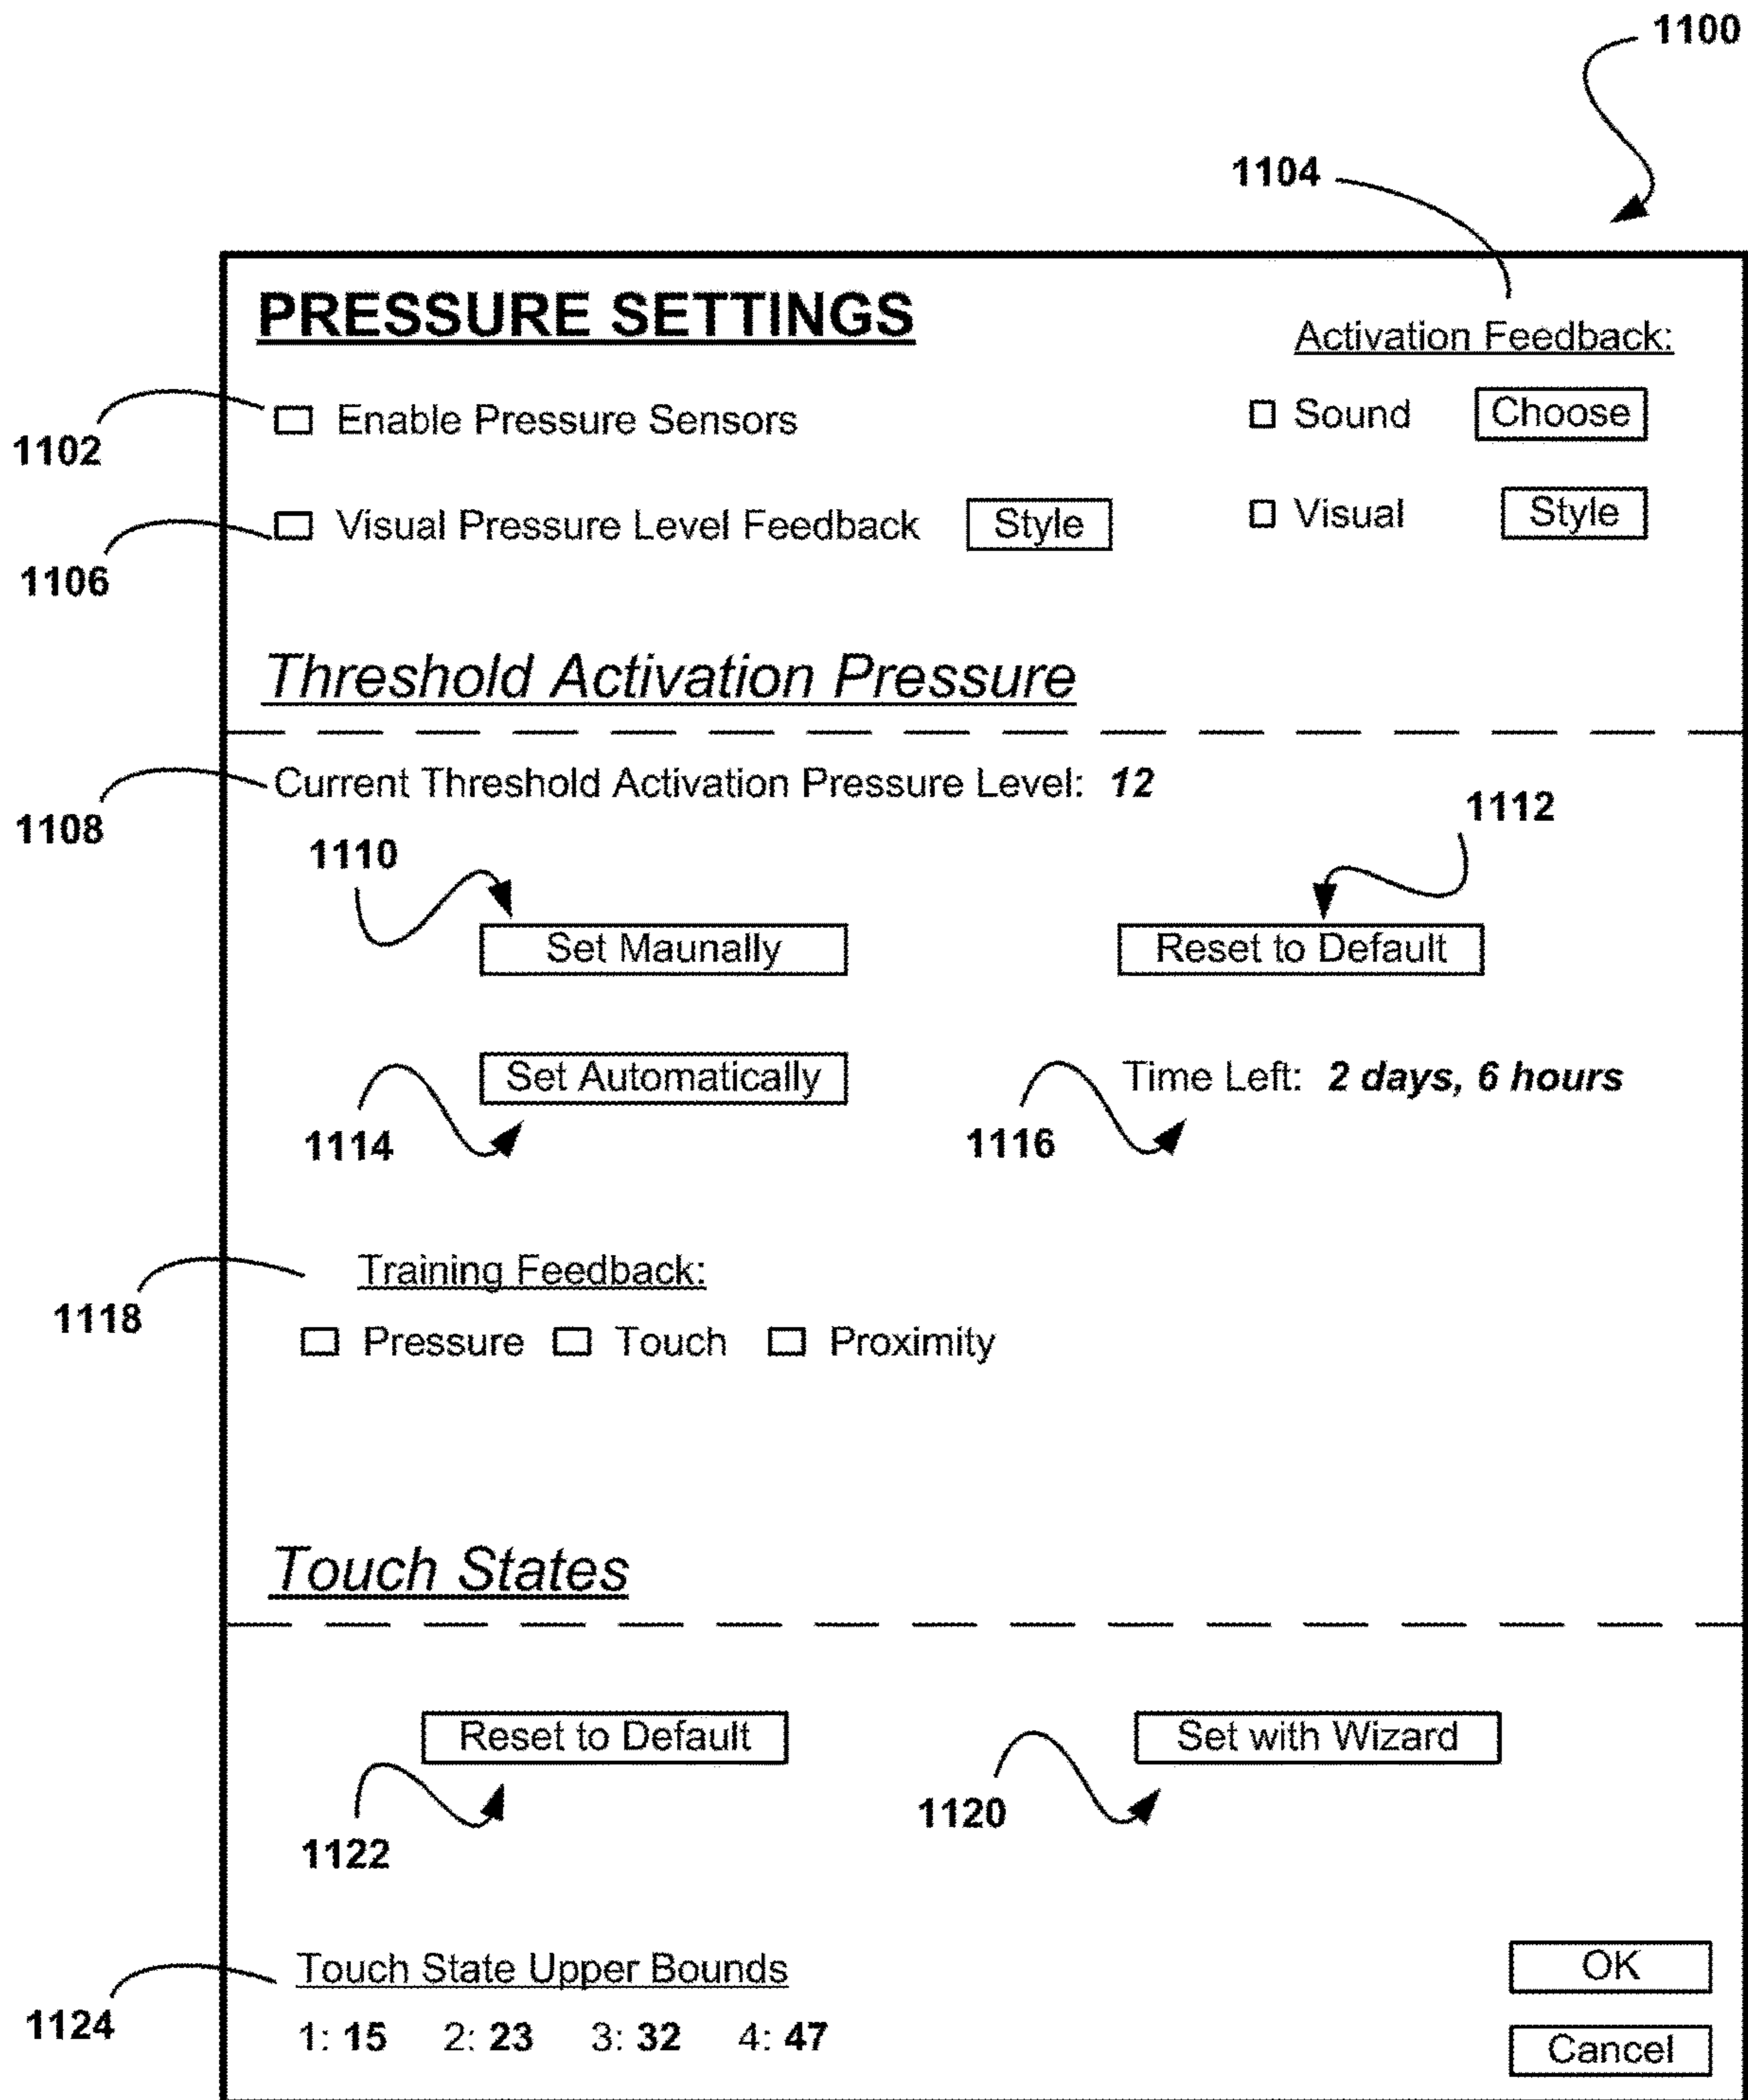 1100
1104
PRESSURE SETTINGS
Activation Feedback:
1102
Enable Pressure Sensors
Sound
Choose
1106
Visual Pressure Level Feedback
Style
Visual
Style
Threshold Activation Pressure
1108
Current Threshold Activation Pressure Level: 12
1110
1112
Set Maunally
Reset to Default
Set Automatically
Time Left: 2 days, 6 hours
1114
1116
1118
Training Feedback:
Pressure
Touch
Proximity
Touch States
Reset to Default
Set with Wizard
1122
1120
1124
Touch State Upper Bounds
1: 15 2: 23 3: 32 4: 47
OK
Cancel